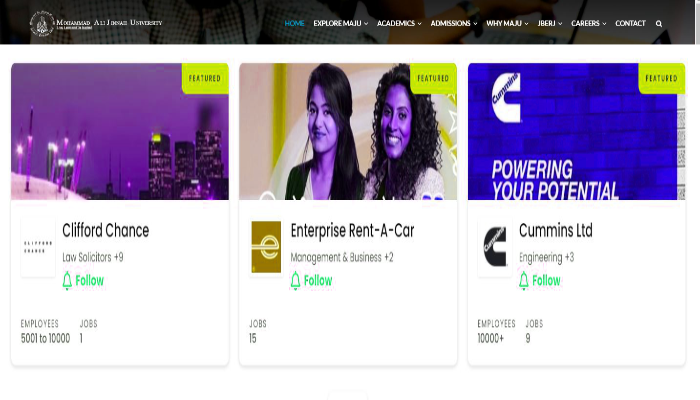 Mohammad Ali Jinnah University
HOME EXPLORE MAJU ACADEMICS ADMISSIONS WHY MAJU JBERJ CAREERS CONTACT
FEATURED
FEATURED
Cummins
FEATURED
POWERING
YOUR POTENTIAL
CLIFFORD
CHANCE
Clifford Chance
Law Solicitors +9
Follow
EMPLOYEES JOBS
5001 to 10000 1
e
Enterprise Rent-A-Car
Management & Business +2
Follow
JOBS
15
Cummins Ltd
Engineering +3
Follow
EMPLOYEES JOBS
10000+ 9